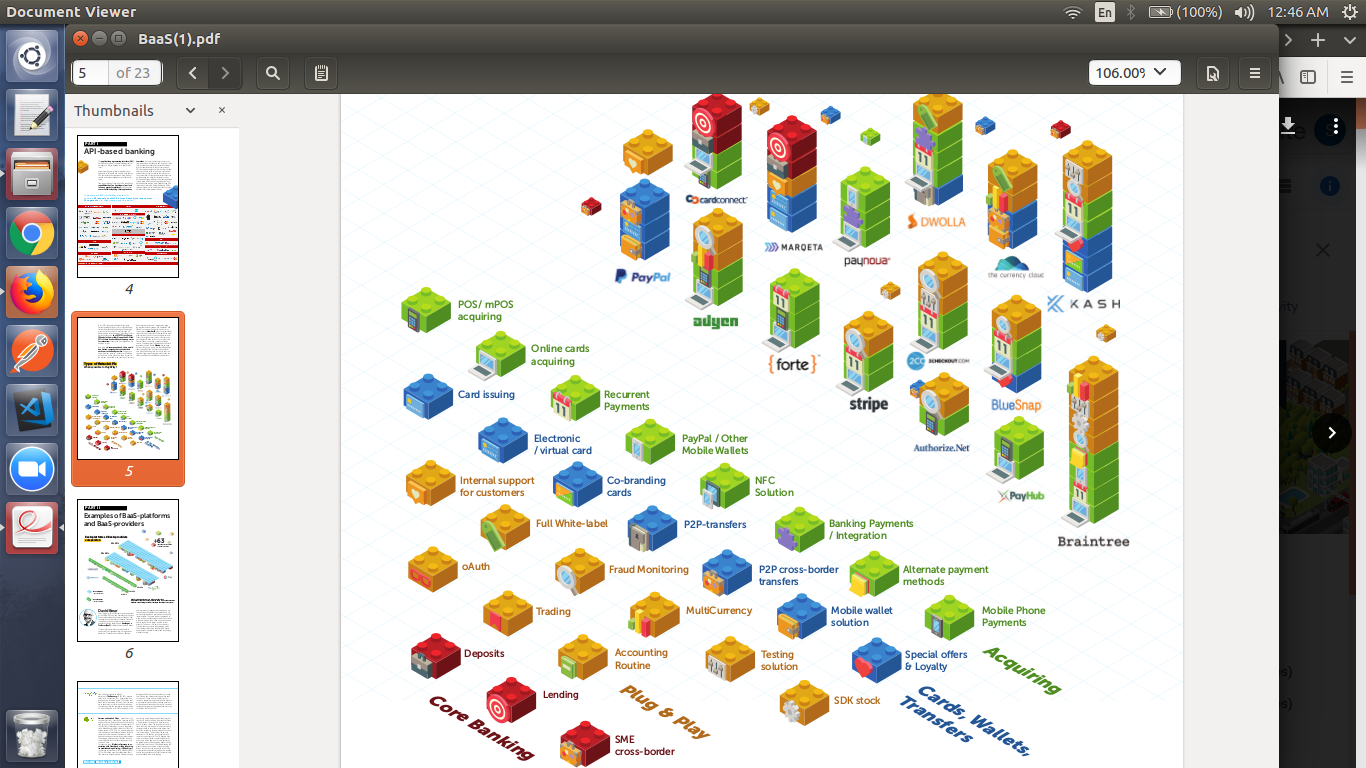 Document Viewer
En
(100%)
12:46 AM
BaaS(1).pdf
5
of 23
106.00%
Thumbnails
PART I
API-based banking
4
5
PART II
Examples of BaaS-platforms
and BaaS-providers
6
cardconnect
MARQETA
paynova
DWOLLA
the currency cloud
KASH
PayPal
adyen
{forte}
stripe
2CO 2CHECKOUT.COM
BlueSnap
Authorize.Net
PayHub
Braintree
POS/ mPOS
acquiring
Online cards
acquiring
Card issuing
Recurrent
Payments
Electronic
/ virtual card
PayPal / Other
Mobile Wallets
Internal support
for customers
Co-branding
cards
NFC
Solution
Full White-label
P2P-transfers
Banking Payments
/ Integration
oAuth
Fraud Monitoring
P2P cross-border
transfers
Alternate payment
methods
Trading
MultiCurrency
Mobile wallet
solution
Mobile Phone
Payments
Deposits
Accounting
Routine
Testing
solution
Special offers
& Loyalty
Lending
SDK stock
SME
cross-border
Core Banking
Plug & Play
Cards, Wallets,
Transfers
Acquiring